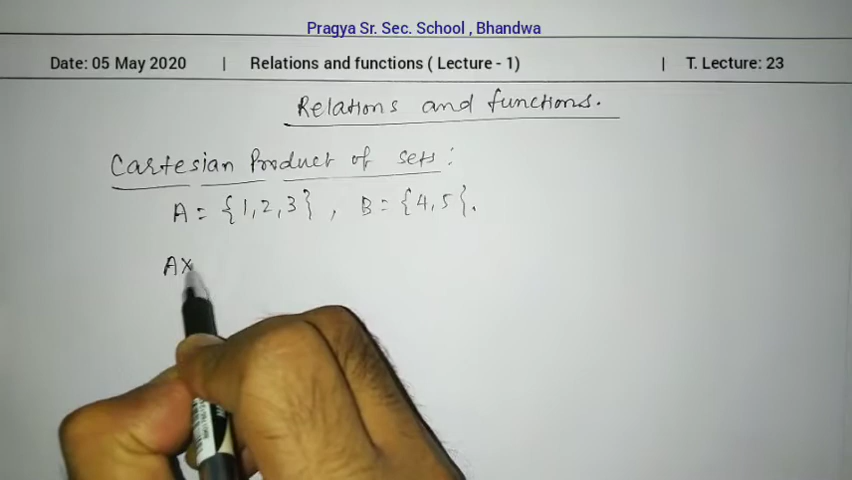 Pragya Sr. Sec. School , Bhandwa
Date: 05 May 2020 | Relations and functions ( Lecture - 1) | T. Lecture: 23
Relations and functions.
Cartesian Product of sets:
A = {1,2,3} , B = {4,5}.
AX